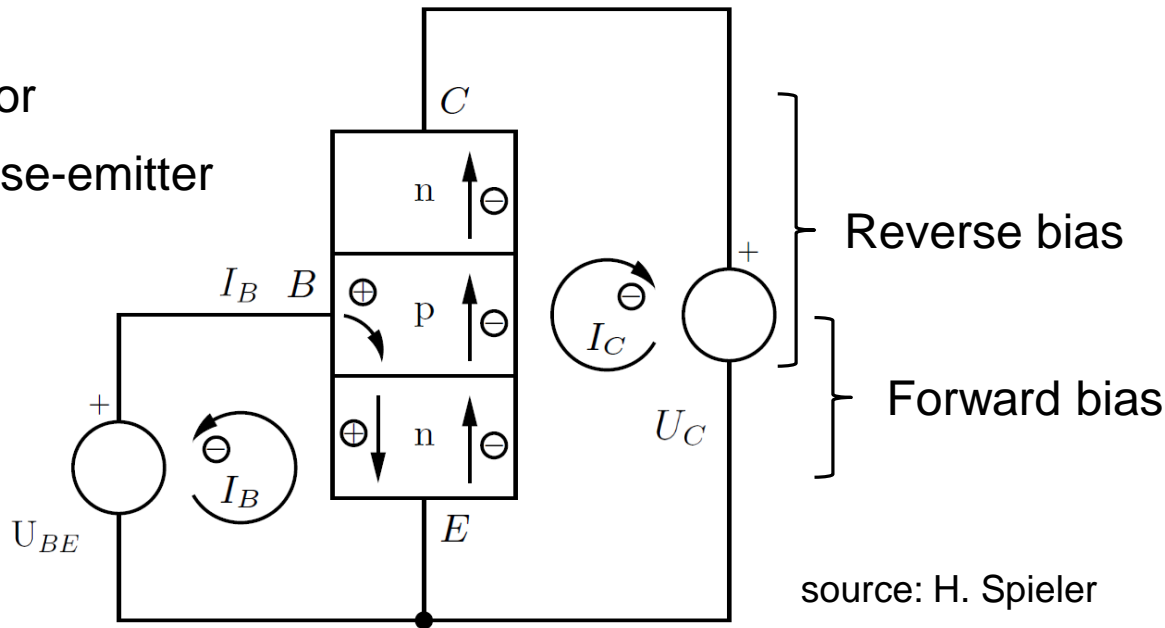 or
se-emitter
C
n
⊖
Reverse bias
+
I_B B
⊕
p
⊖
⊖
I_C
+
Forward bias
U_C
⊕
n
⊖
⊖
I_B
U_BE
E
source: H. Spieler